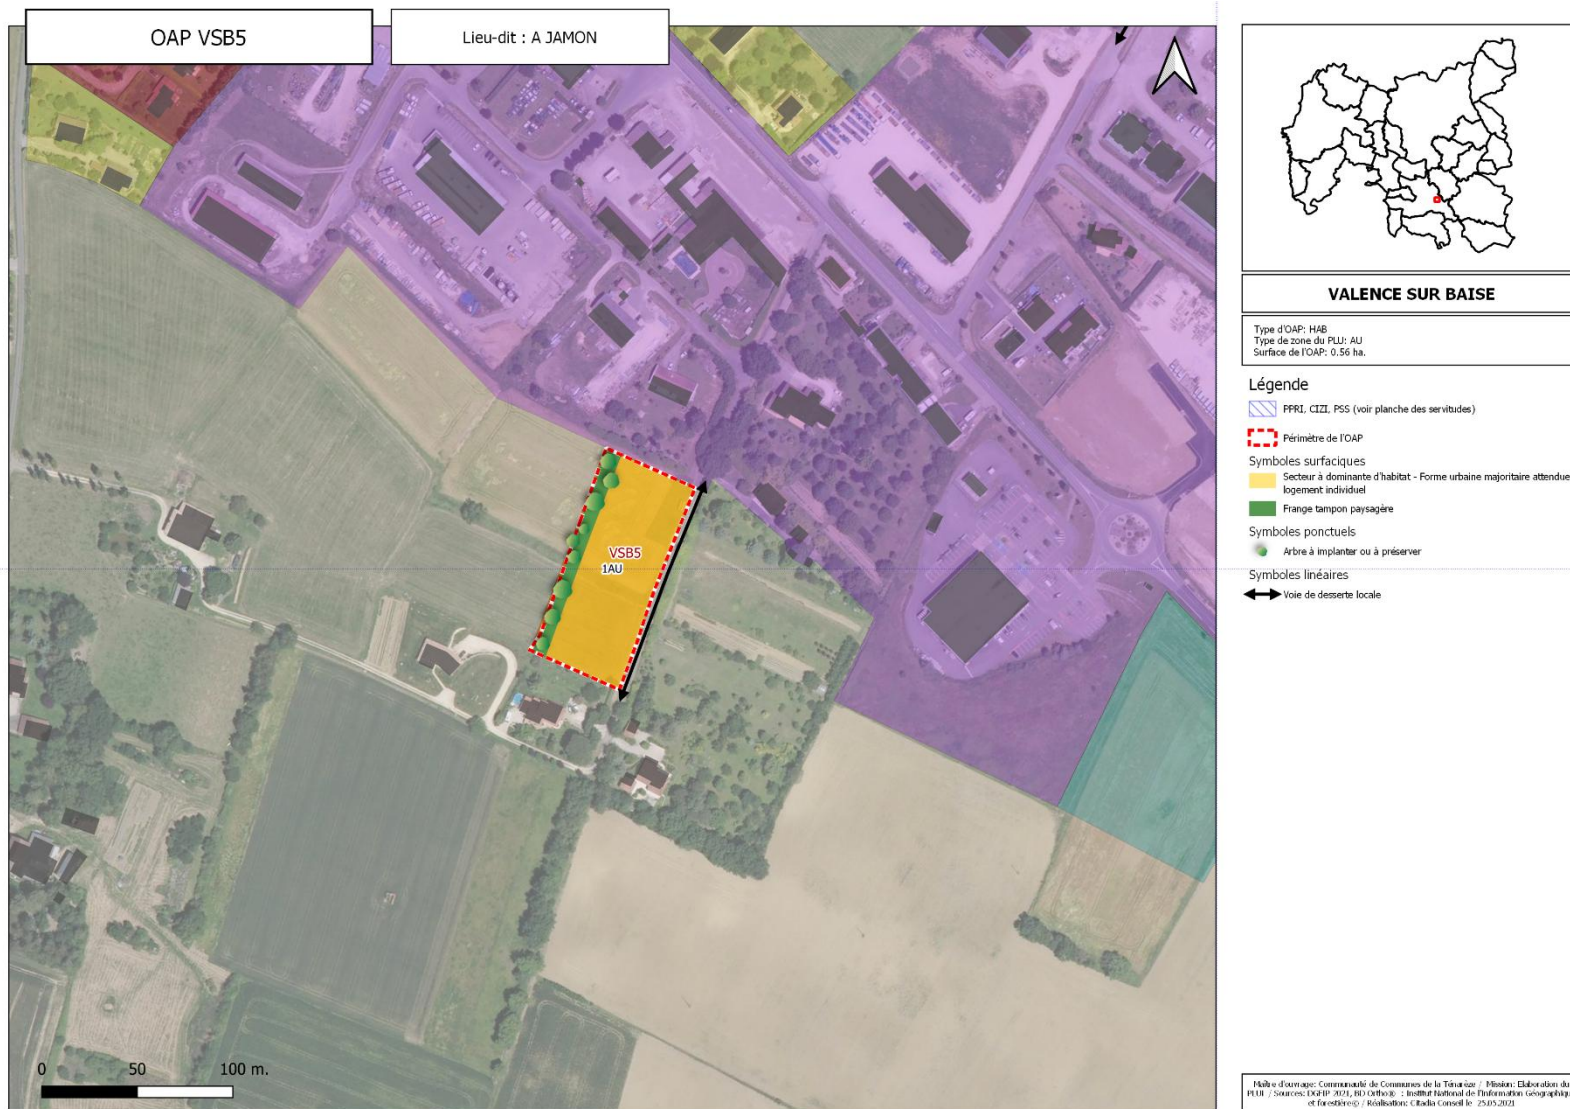 OAP VSB5
Lieu-dit : A JAMON
VALENCE SUR BAISE
Type d'OAP: HAB
Type de zone du PLU: AU
Surface de l'OAP: 0.56 ha.
Légende
PPRI, CIZI, PSS (voir planche des servitudes)
Périmètre de l'OAP
Symboles surfaciques
Secteur à dominante d'habitat - Forme urbaine majoritaire attendue
logement individuel
Frange tampon paysagère
Symboles ponctuels
Arbre à implanter ou à préserver
Symboles linéaires
Voie de desserte locale
VSB5
1AU
0 50 100 m.
Maître d'ouvrage: Communauté de Communes de la Ténarèze / Mission: Elaboration du
PLUI / Sources: DGFIP 2021, BD Ortho® : Institut National de l'Information Géographiqu
et forestière© / Réalisation: Citadia Conseil le 25.05.2021